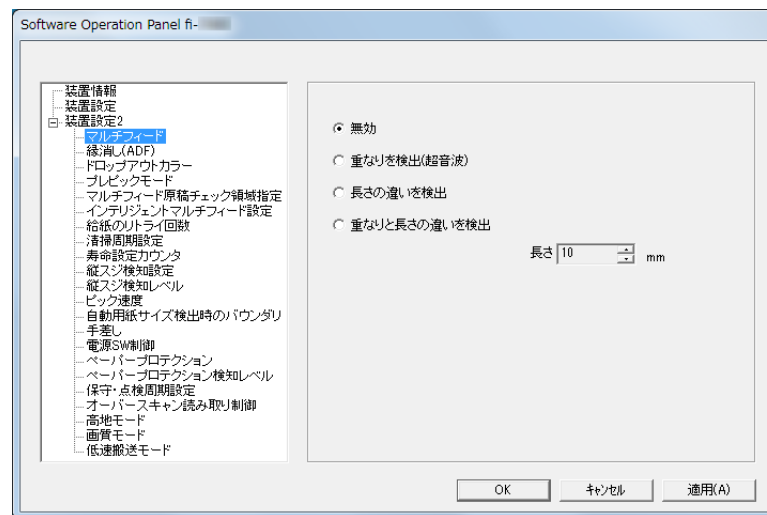 Software Operation Panel fi-
装置情報
装置設定
装置設定2
マルチフィード
縁消し(ADF)
ドロップアウトカラー
プレピックモード
マルチフィード原稿チェック領域指定
インテリジェントマルチフィード設定
給紙のリトライ回数
清掃周期設定
寿命設定カウンタ
縦スジ検知設定
縦スジ検知レベル
ピック速度
自動用紙サイズ検出時のバウンダリ
手差し
電源SW制御
ペーパープロテクション
ペーパープロテクション検知レベル
保守・点検周期設定
オーバースキャン読み取り制御
高地モード
画質モード
低速搬送モード
無効
重なりを検出(超音波)
長さの違いを検出
重なりと長さの違いを検出
長さ 10 mm
OK キャンセル 適用(A)